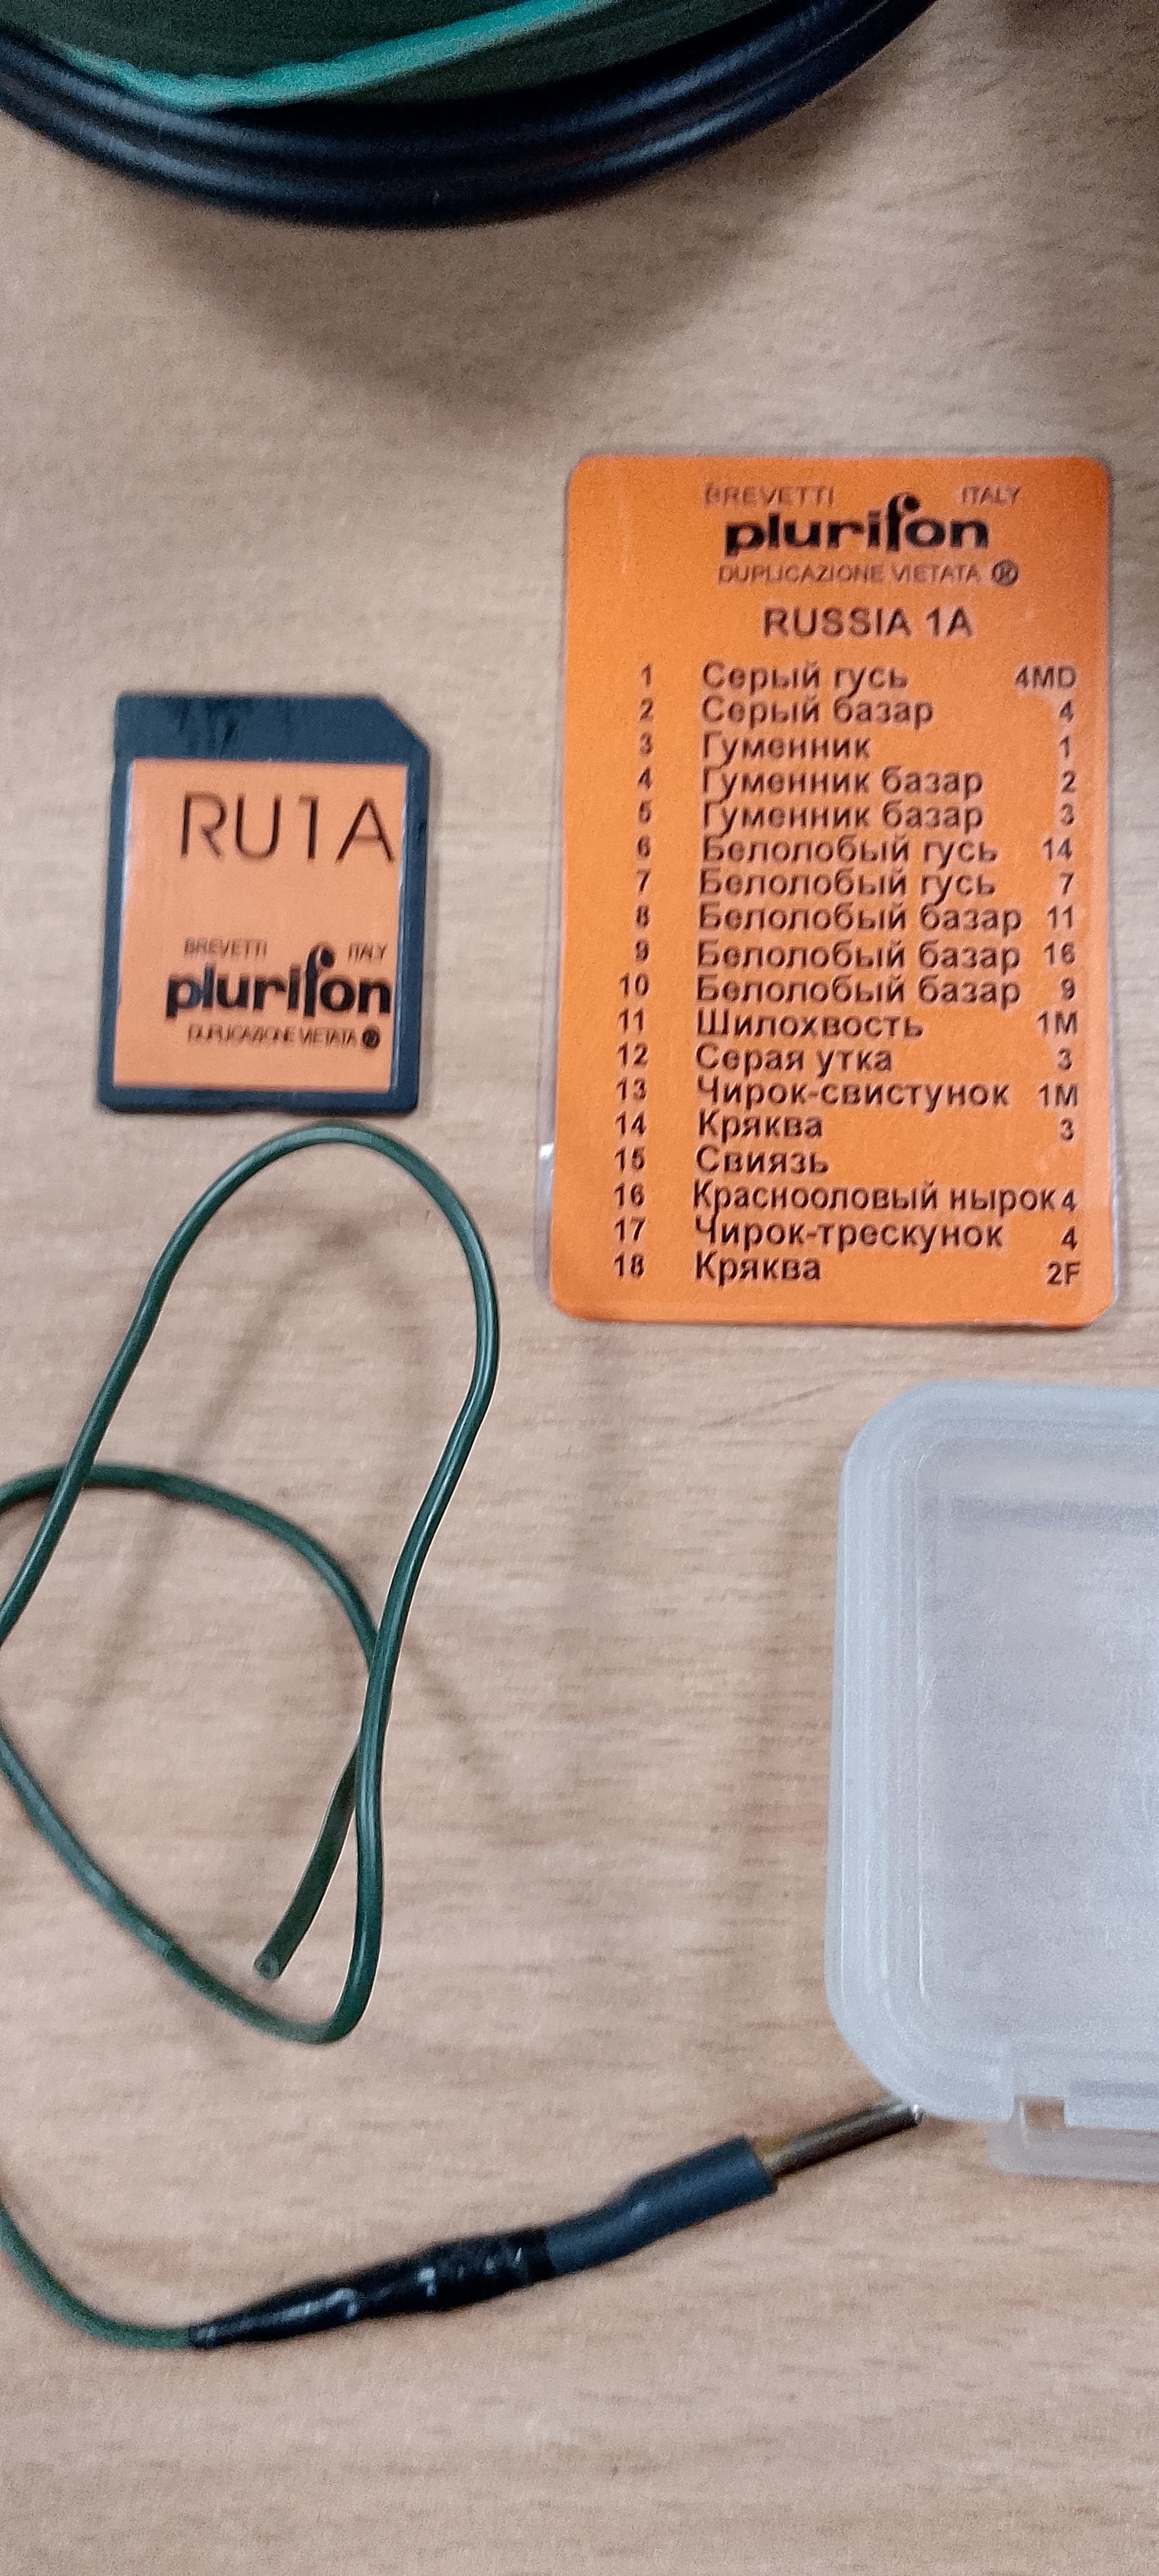 RU1A
BREVETTI ITALY
plurifon
DUPLICAZIONE VIETATA ®
BREVETTI ITALY
plurifon
DUPLICAZIONE VIETATA ®
RUSSIA 1A
1 Серый гусь 4MD
2 Серый базар 4
3 Гуменник 1
4 Гуменник базар 2
5 Гуменник базар 3
6 Белолобый гусь 14
7 Белолобый гусь 7
8 Белолобый базар 11
9 Белолобый базар 16
10 Белолобый базар 9
11 Шилохвость 1M
12 Серая утка 3
13 Чирок-свистунок 1M
14 Кряква 3
15 Свиязь
16 Краснооловый нырок 4
17 Чирок-трескунок 4
18 Кряква 2F